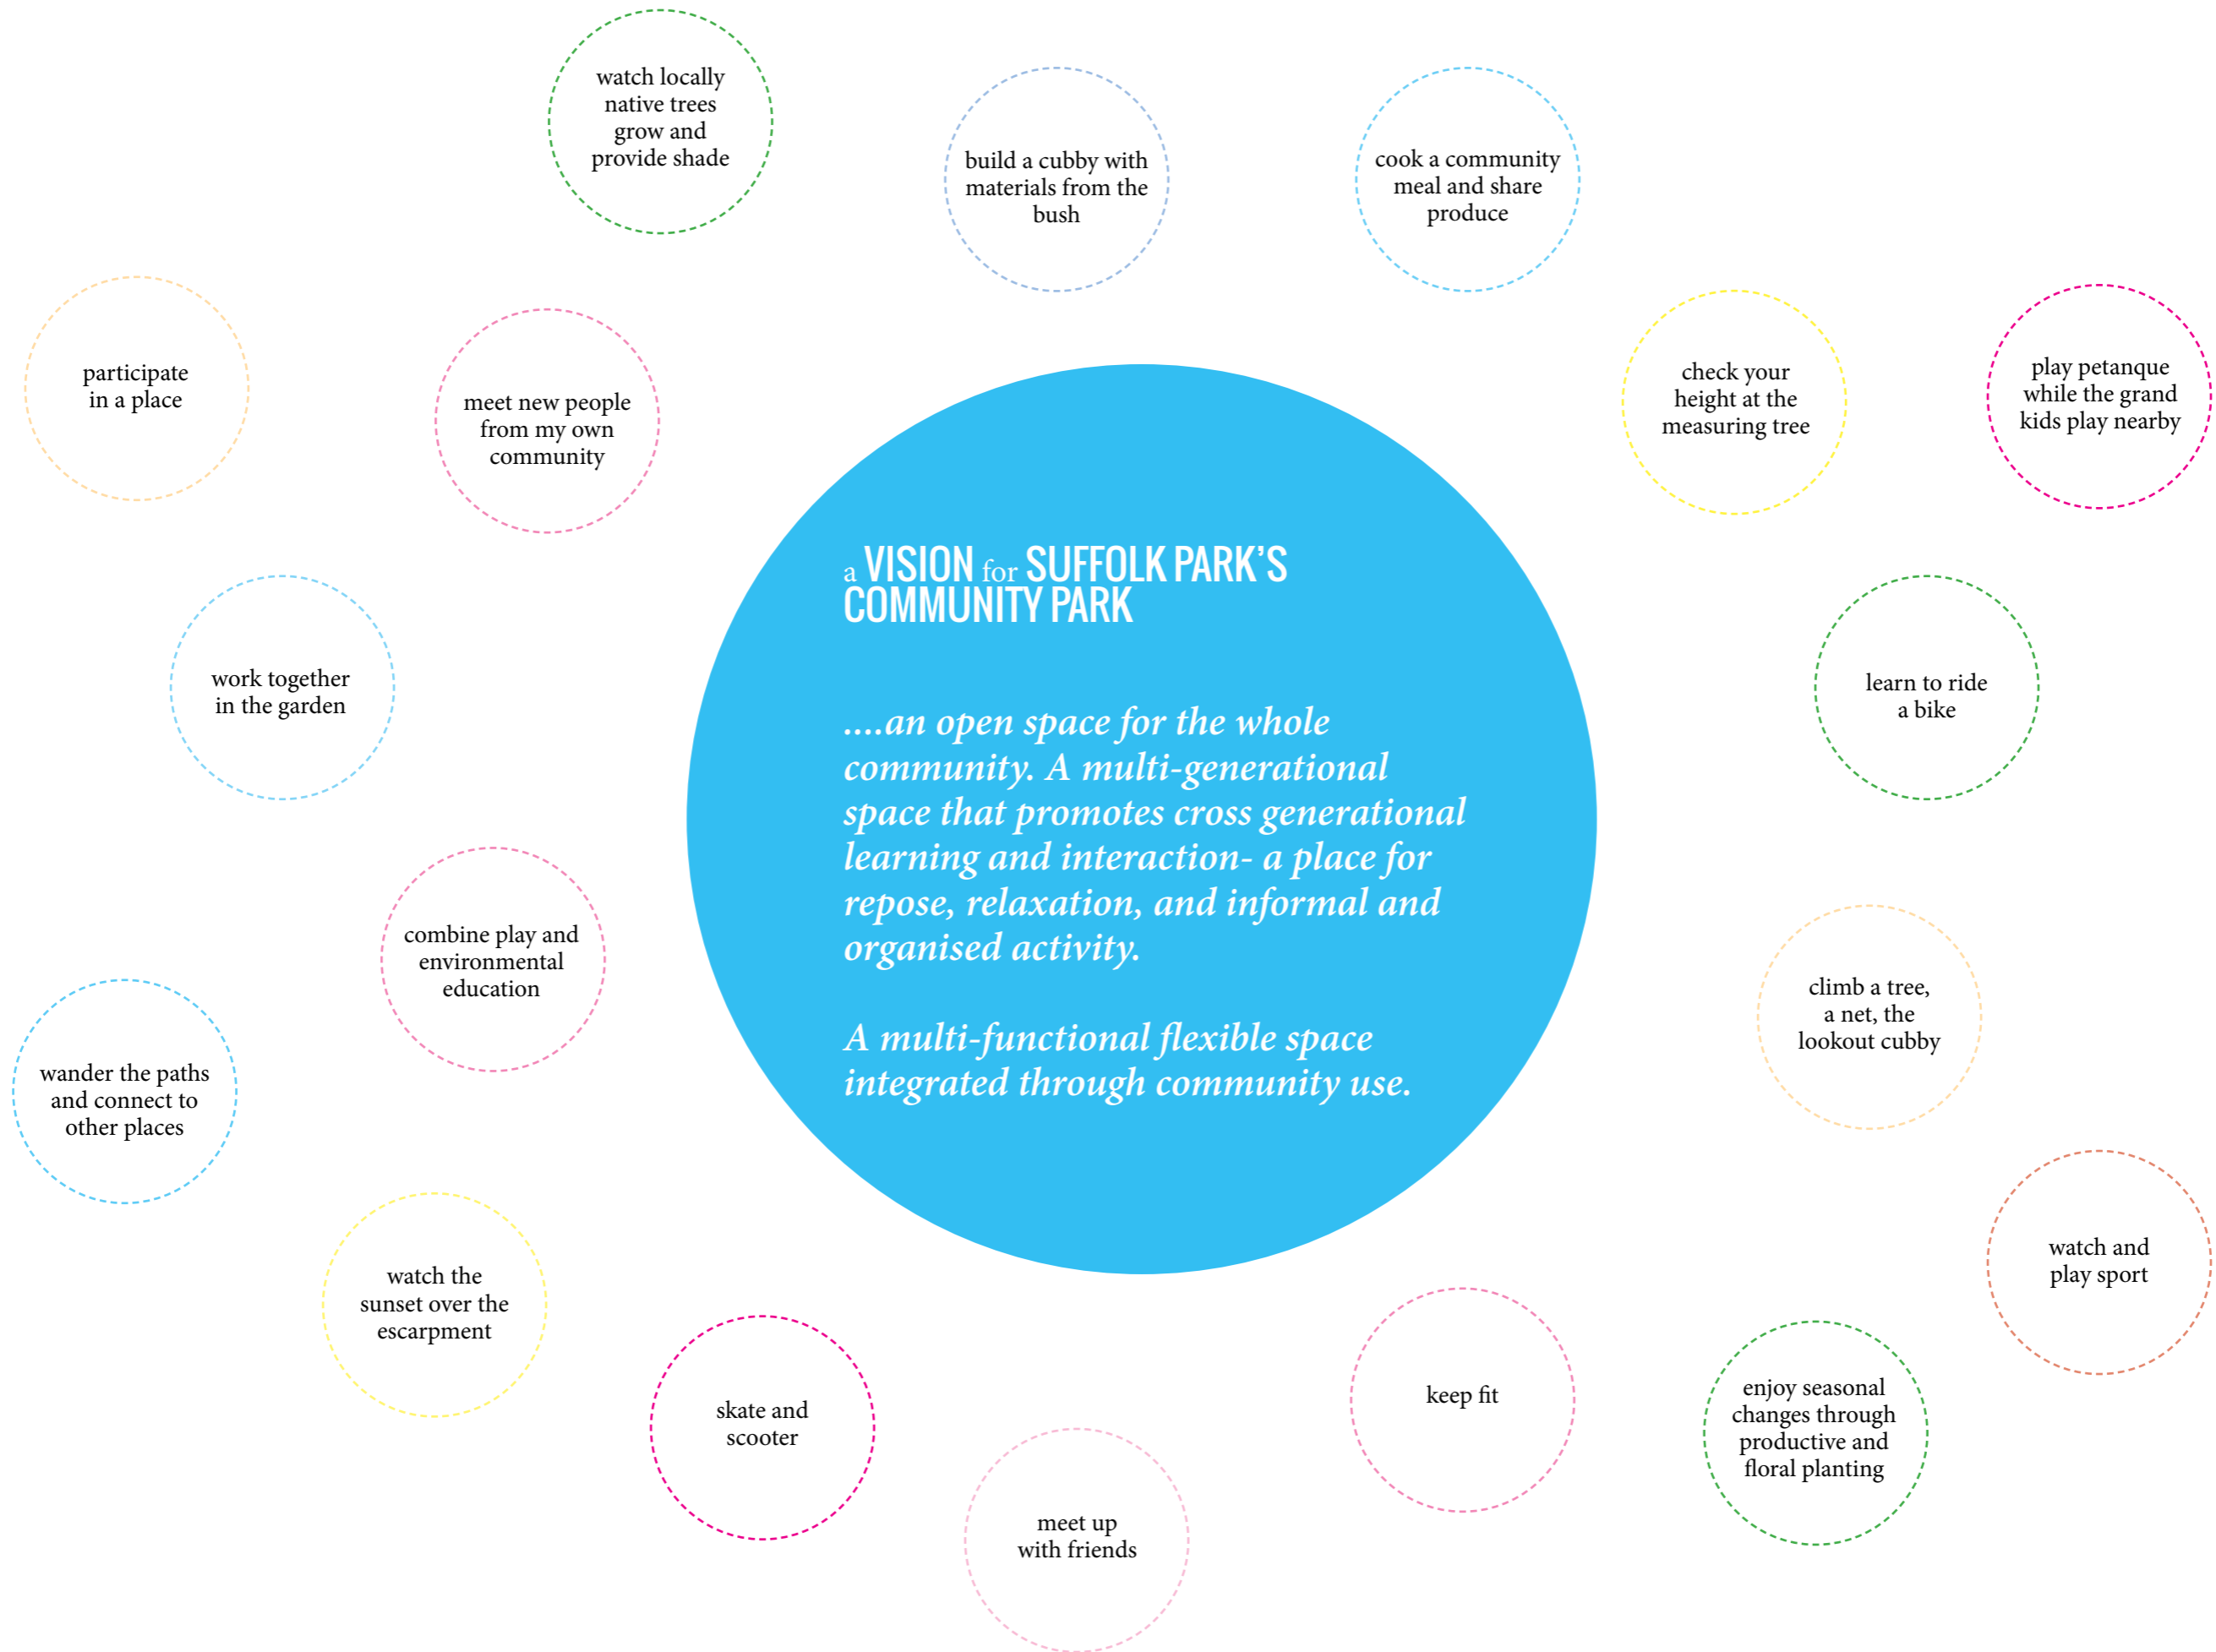 watch locally
native trees
grow and
provide shade
build a cubby with
materials from the
bush
cook a community
meal and share
produce
participate
in a place
meet new people
from my own
community
check your
height at the
measuring tree
play petanque
while the grand
kids play nearby
a VISION for SUFFOLK PARK'S
COMMUNITY PARK
....an open space for the whole
community. A multi-generational
space that promotes cross generational
learning and interaction- a place for
repose, relaxation, and informal and
organised activity.
A multi-functional flexible space
integrated through community use.
work together
in the garden
learn to ride
a bike
combine play and
environmental
education
climb a tree,
a net, the
lookout cubby
wander the paths
and connect to
other places
watch the
sunset over the
escarpment
watch and
play sport
skate and
scooter
keep fit
enjoy seasonal
changes through
productive and
floral planting
meet up
with friends